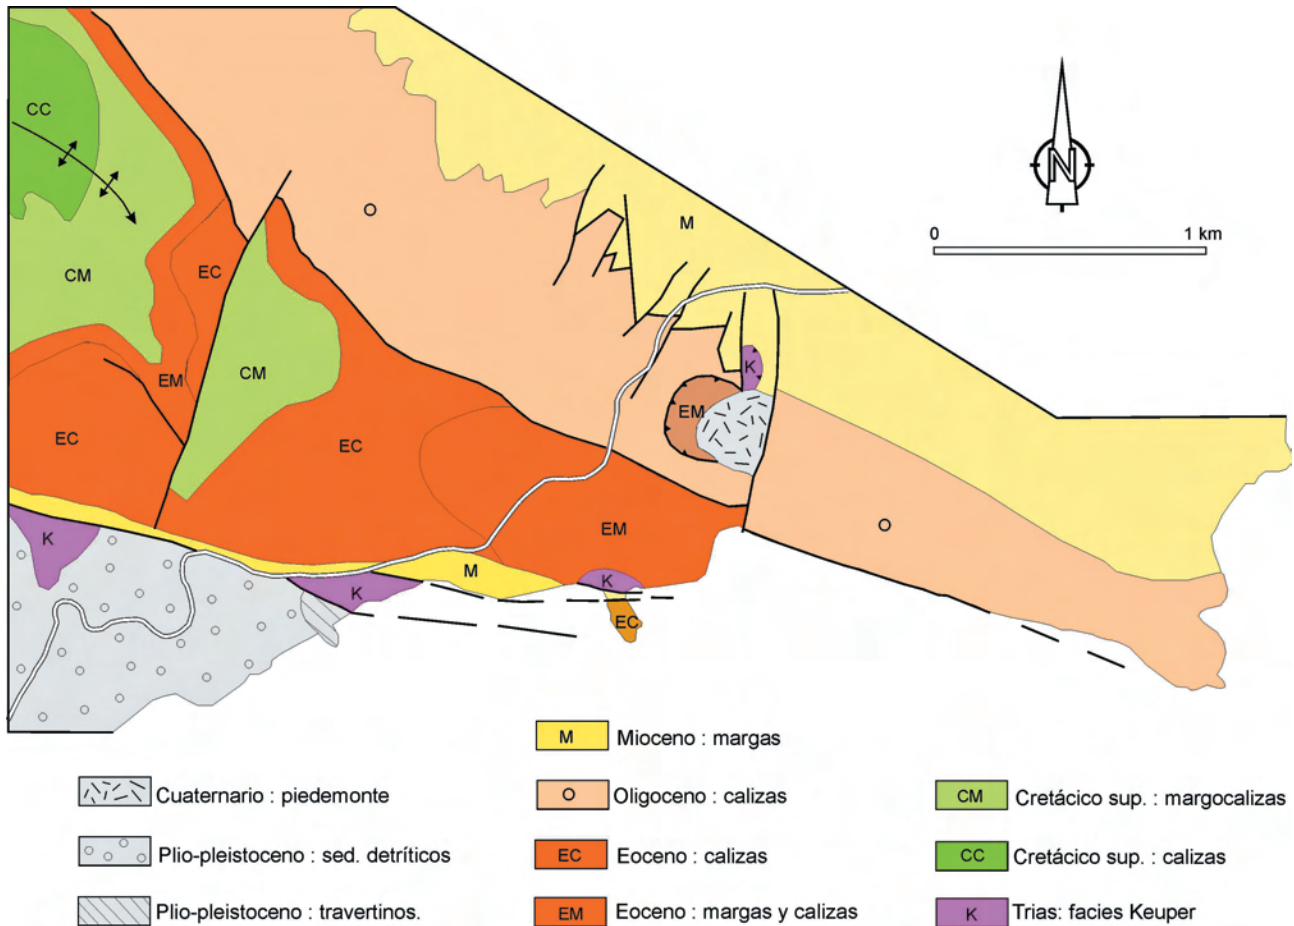 CC
O
M
N
0 1 km
CM
EC
CM
EM
K
EM
EC
EC
O
EM
K
M
K
K
EC
M Mioceno : margas
Cuaternario : piedemonte
O Oligoceno : calizas
CM Cretácico sup. : margocalizas
Plio-pleistoceno : sed. detríticos
EC Eoceno : calizas
CC Cretácico sup. : calizas
Plio-pleistoceno : travertinos.
EM Eoceno : margas y calizas
K Trias: facies Keuper